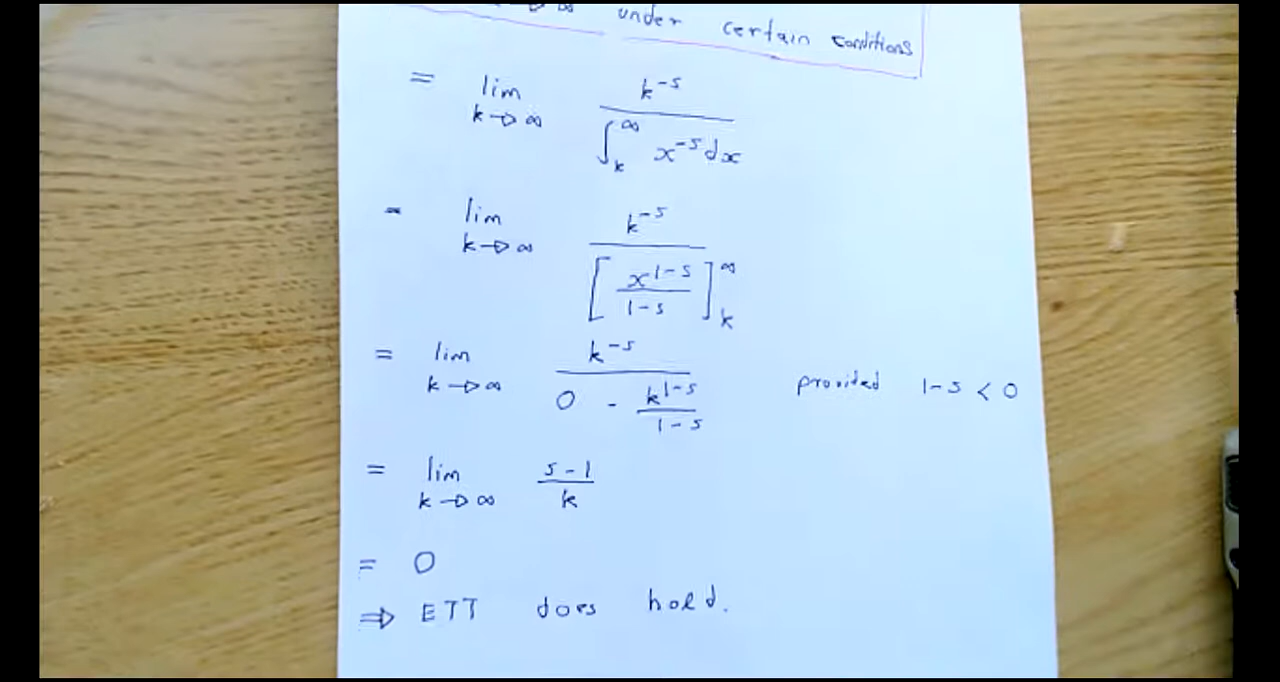 → ∞ under certain conditions
= lim k→∞ k^-s / ∫_k^∞ x^-s dx
= lim k→∞ k^-s / [x^1-s / 1-s]_k^∞
= lim k→∞ k^-s / 0 - k^1-s / 1-s provided 1-s < 0
= lim k→∞ s-1 / k
= 0
⇒ ETT does hold.